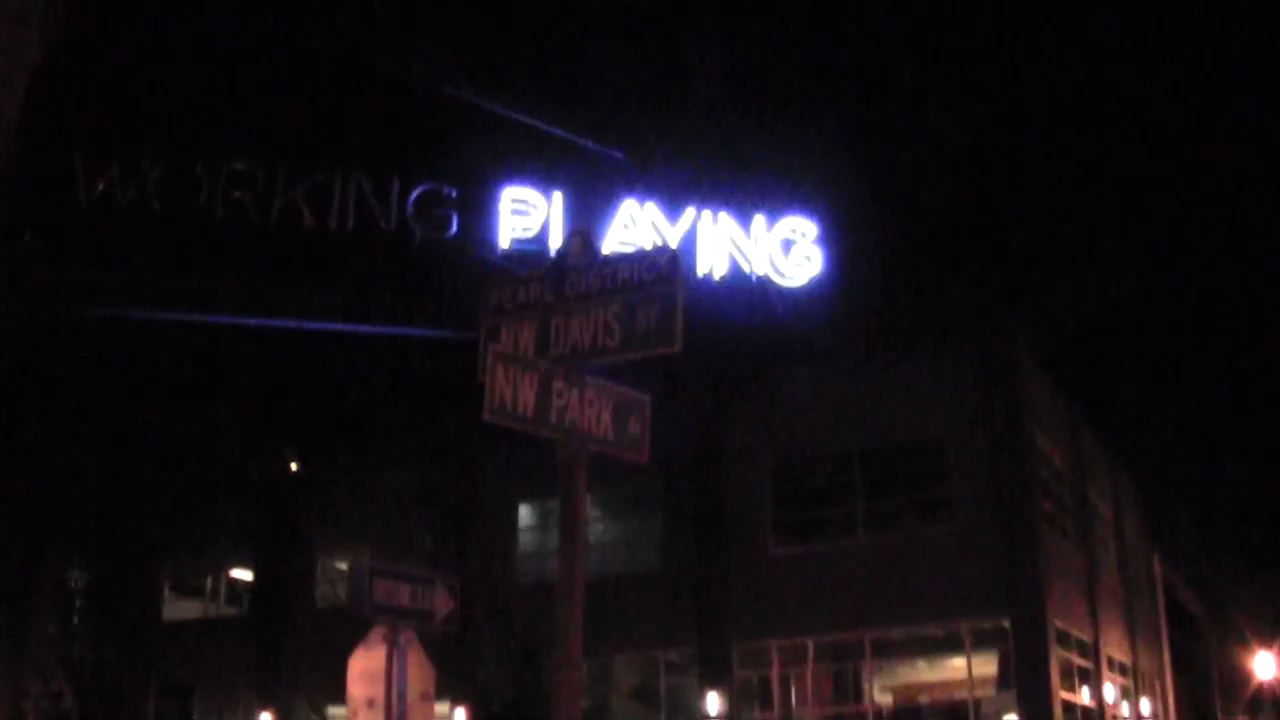 WORKING PLAYING
PEARL DISTRICT
NW DAVIS ST
NW PARK AV